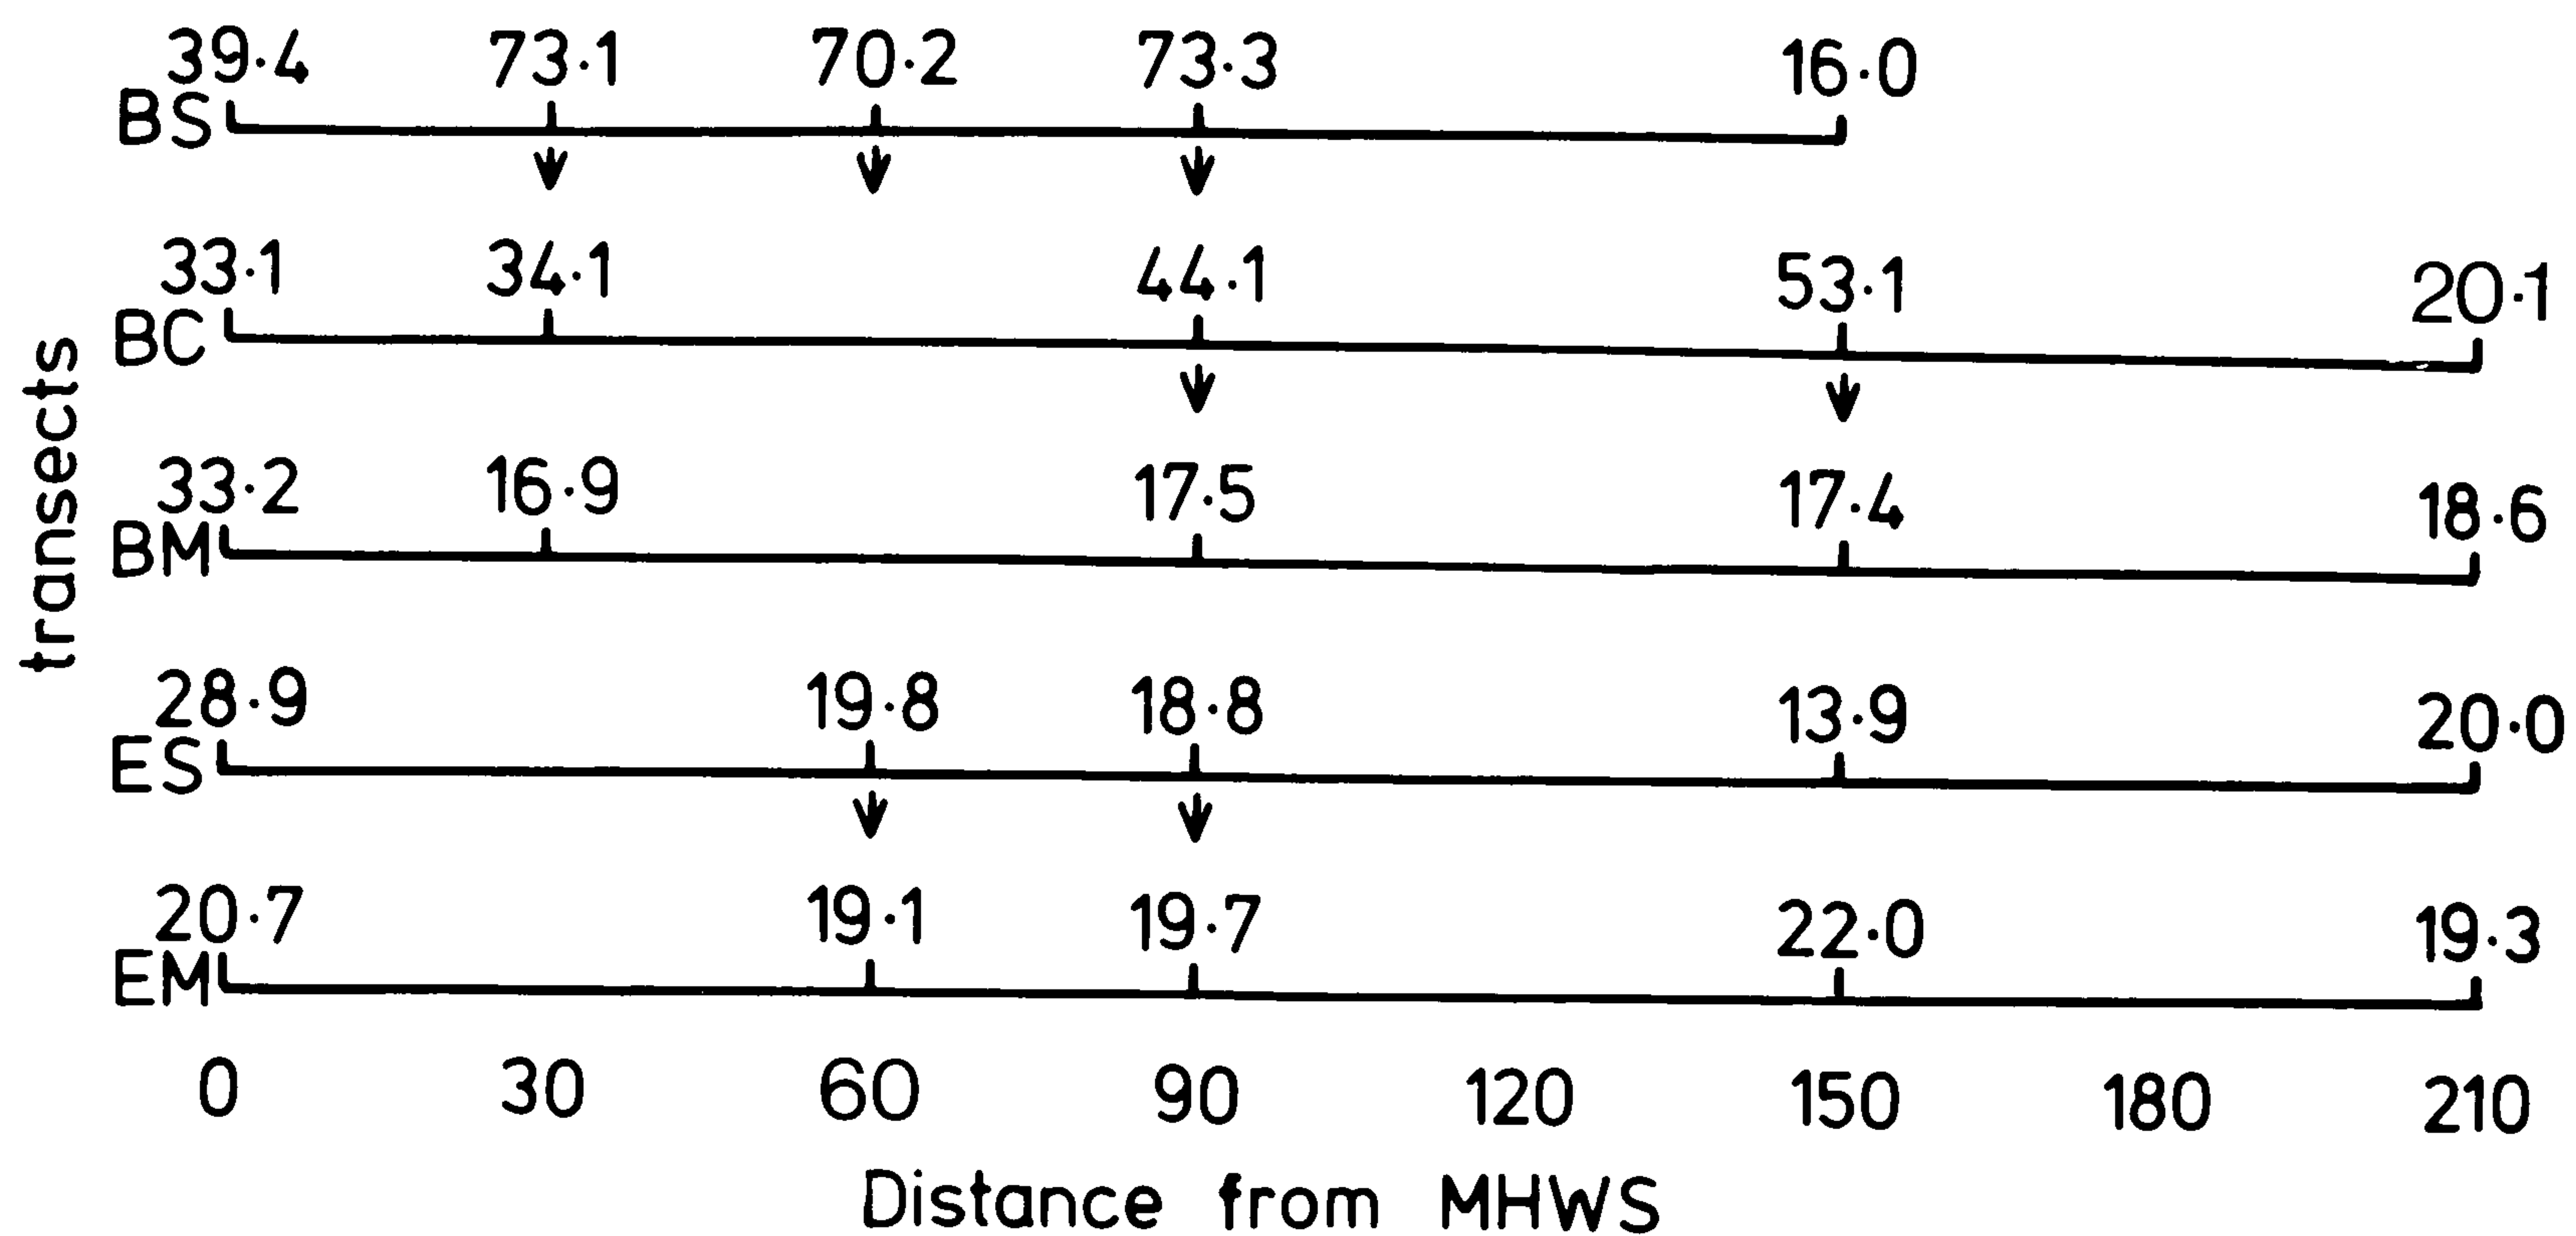 39·4 73·1 70·2 73·3 16·0
BS
33·1 34·1 44·1 53·1 20·1
BC
transects
33·2 16·9 17·5 17·4 18·6
BM
28·9 19·8 18·8 13·9 20·0
ES
20·7 19·1 19·7 22·0 19·3
EM
0 30 60 90 120 150 180 210
Distance from MHWS